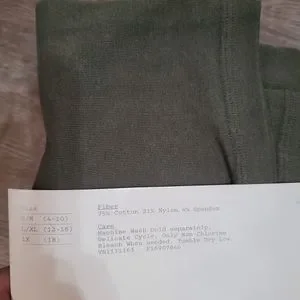 Fiber
75% Cotton 21% Nylon 4% Spandex
S/M (4-10)
L/XL (12-16)
1X (18)
Care
Machine Wash Cold separately,
Delicate Cycle, Only Non Chlorine
Bleach When needed, Tumble Dry Low.